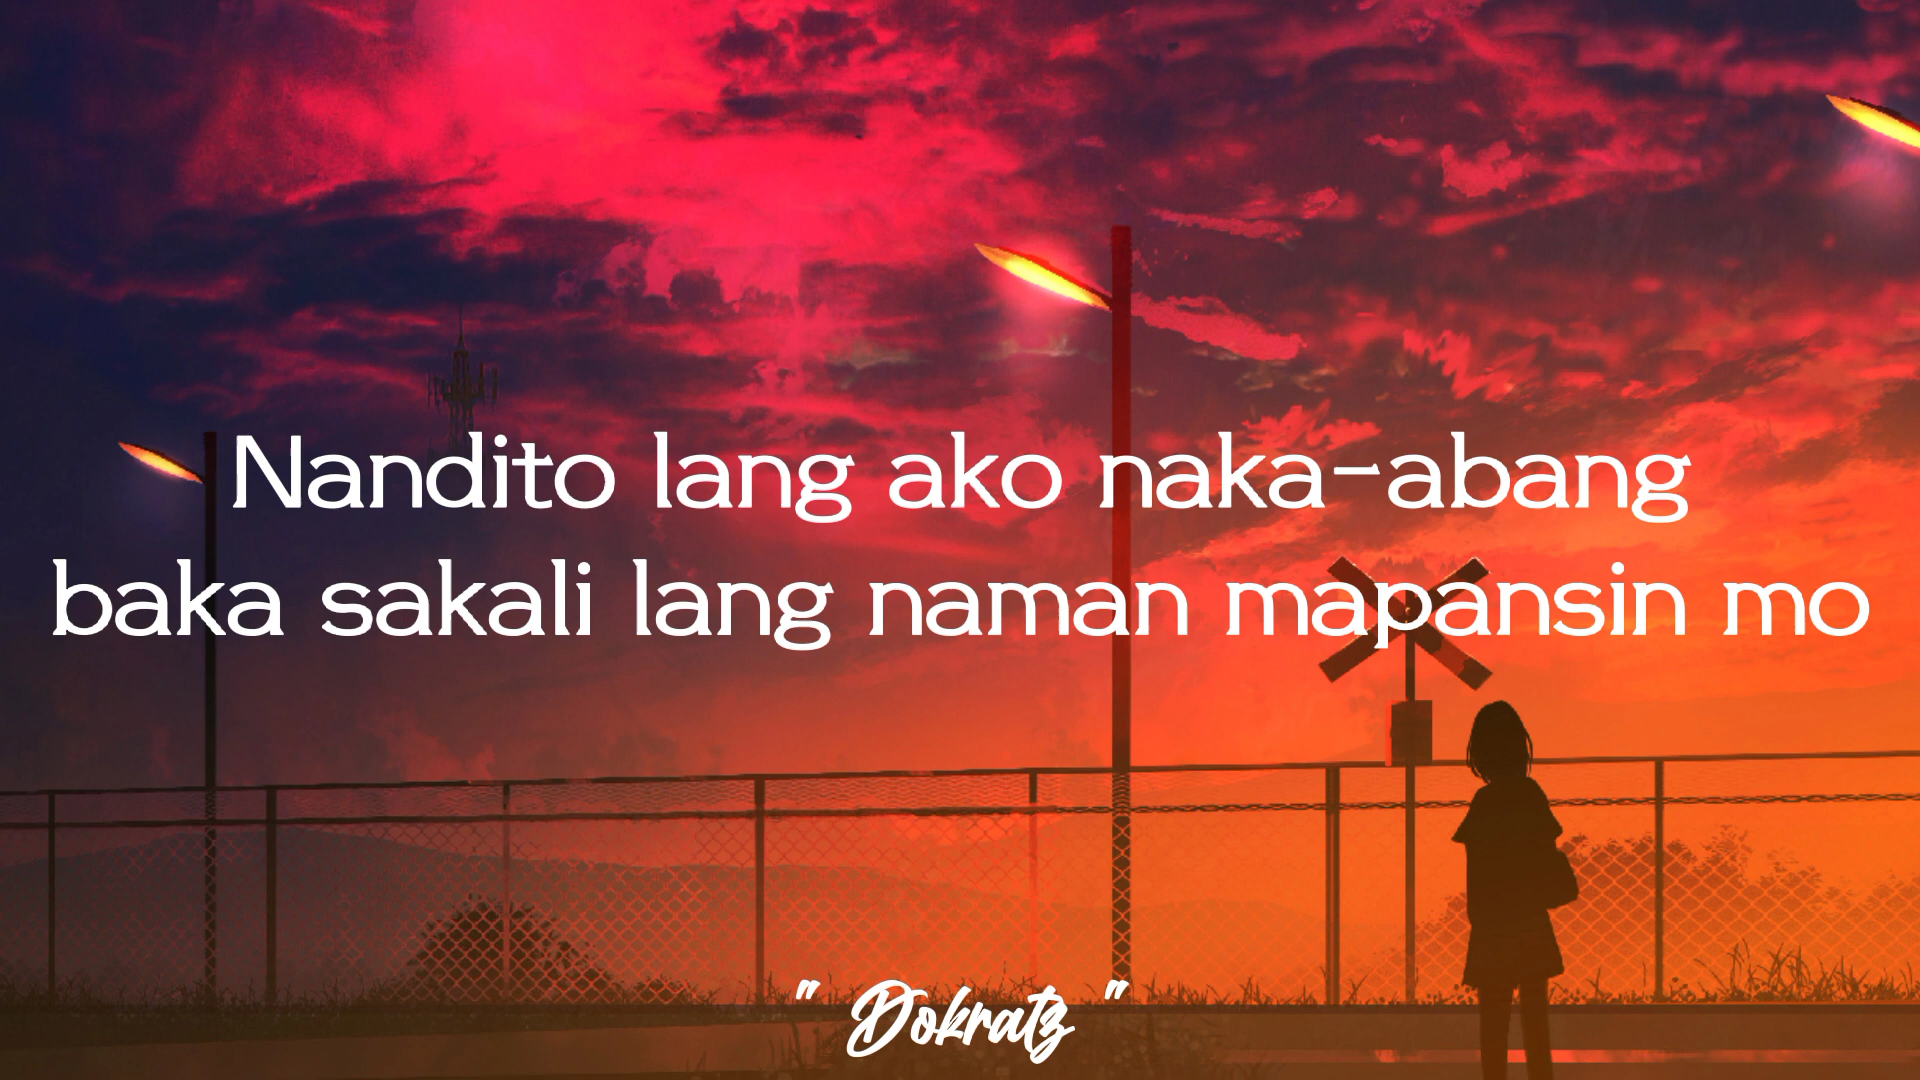 Nandito lang ako naka-abang
baka sakali lang naman mapansin mo
" Dokratz "